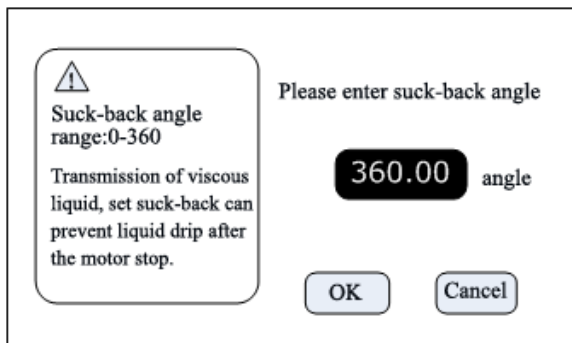 Suck-back angle
range:0-360
Transmission of viscous
liquid, set suck-back can
prevent liquid drip after
the motor stop.
Please enter suck-back angle
360.00 angle
OK
Cancel